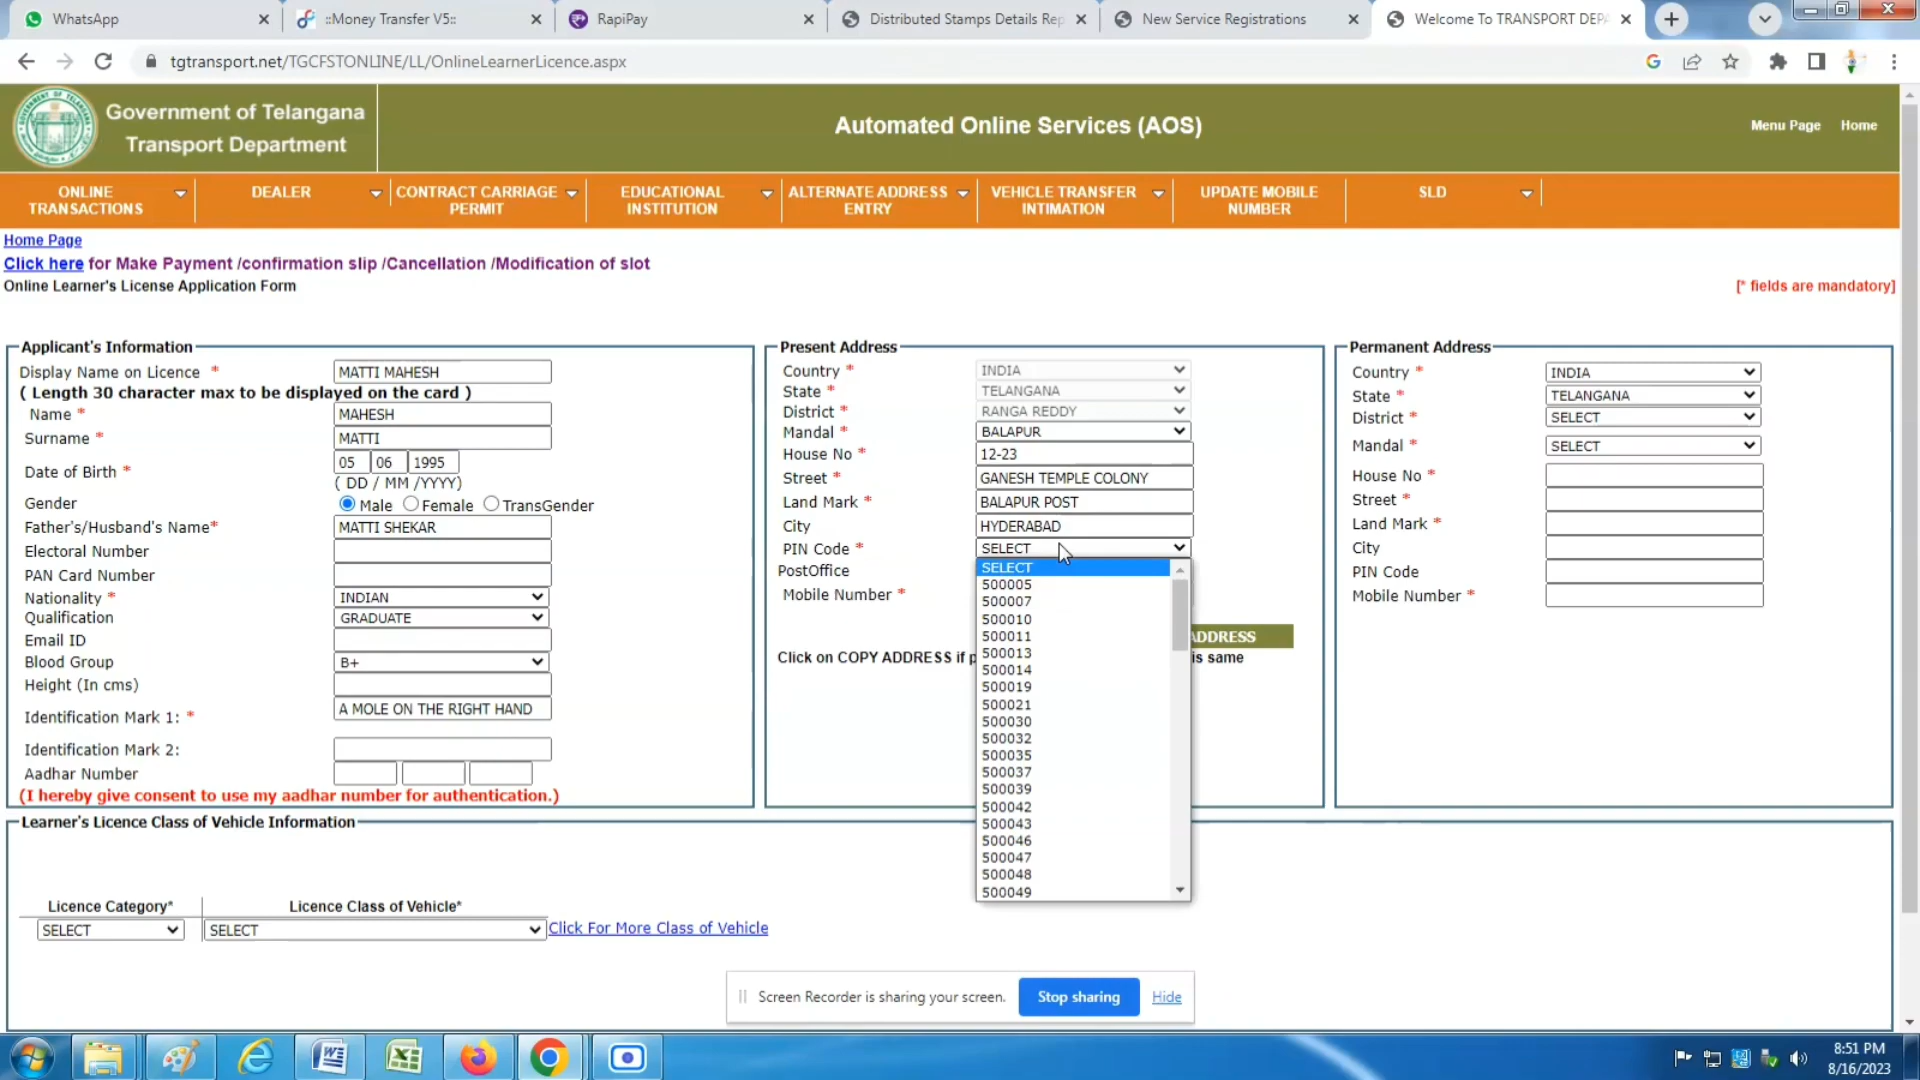 WhatsApp
::Money Transfer V5::
RapiPay
Distributed Stamps Details Rep
New Service Registrations
Welcome To TRANSPORT DEPA
tgtransport.net/TGCFSTONLINE/LL/OnlineLearnerLicence.aspx
Government of Telangana
Transport Department
Automated Online Services (AOS)
Menu Page Home
ONLINE TRANSACTIONS
DEALER
CONTRACT CARRIAGE PERMIT
EDUCATIONAL INSTITUTION
ALTERNATE ADDRESS ENTRY
VEHICLE TRANSFER INTIMATION
UPDATE MOBILE NUMBER
SLD
Home Page
Click here for Make Payment /confirmation slip /Cancellation /Modification of slot
Online Learner's License Application Form
[* fields are mandatory]
Applicant's Information
Display Name on Licence * MATTI MAHESH
( Length 30 character max to be displayed on the card )
Name * MAHESH
Surname * MATTI
Date of Birth * 05 06 1995
( DD / MM /YYYY)
Gender Male Female TransGender
Father's/Husband's Name* MATTI SHEKAR
Electoral Number
PAN Card Number
Nationality * INDIAN
Qualification GRADUATE
Email ID
Blood Group B+
Height (In cms)
Identification Mark 1: * A MOLE ON THE RIGHT HAND
Identification Mark 2:
Aadhar Number
(I hereby give consent to use my aadhar number for authentication.)
Present Address
Country * INDIA
State * TELANGANA
District * RANGA REDDY
Mandal * BALAPUR
House No * 12-23
Street * GANESH TEMPLE COLONY
Land Mark * BALAPUR POST
City HYDERABAD
PIN Code * SELECT
PostOffice
Mobile Number *
SELECT
500005
500007
500010
500011
500013
500014
500019
500021
500030
500032
500035
500037
500039
500042
500043
500046
500047
500048
500049
ADDRESS
Click on COPY ADDRESS if p is same
Permanent Address
Country * INDIA
State * TELANGANA
District * SELECT
Mandal * SELECT
House No *
Street *
Land Mark *
City
PIN Code
Mobile Number *
Learner's Licence Class of Vehicle Information
Licence Category* Licence Class of Vehicle*
SELECT SELECT Click For More Class of Vehicle
Screen Recorder is sharing your screen. Stop sharing Hide
8:51 PM
8/16/2023